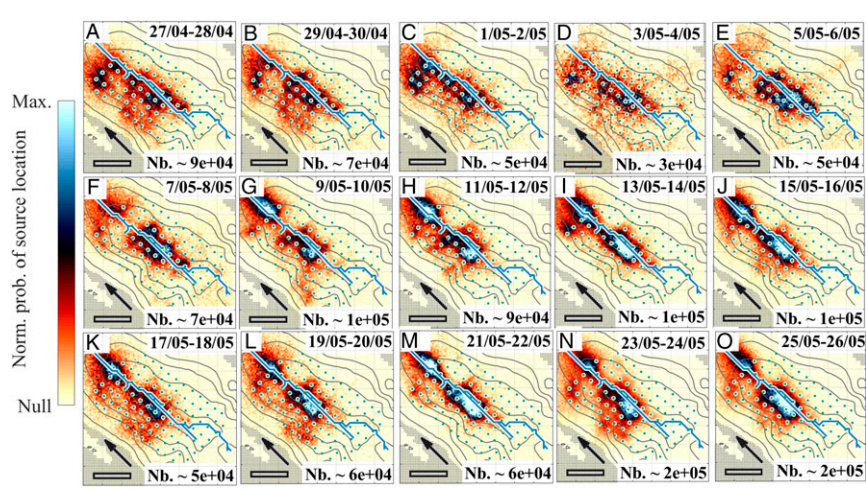 A 27/04-28/04
B 29/04-30/04
C 1/05-2/05
D 3/05-4/05
E 5/05-6/05
Max.
Nb. ~ 9e+04
Nb. ~ 7e+04
Nb. ~ 5e+04
Nb. ~ 3e+04
Nb. ~ 5e+04
Norm. prob. of source location
F 7/05-8/05
G 9/05-10/05
H 11/05-12/05
I 13/05-14/05
J 15/05-16/05
Nb. ~ 7e+04
Nb. ~ 1e+05
Nb. ~ 9e+04
Nb. ~ 1e+05
Nb. ~ 1e+05
K 17/05-18/05
L 19/05-20/05
M 21/05-22/05
N 23/05-24/05
O 25/05-26/05
Null
Nb. ~ 5e+04
Nb. ~ 6e+04
Nb. ~ 6e+04
Nb. ~ 2e+05
Nb. ~ 2e+05